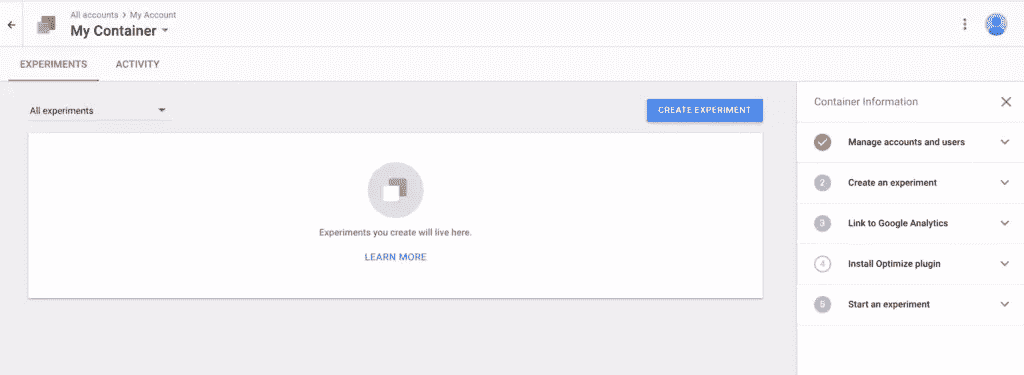 All accounts > My Account
My Container
EXPERIMENTS
ACTIVITY
All experiments
CREATE EXPERIMENT
Experiments you create will live here.
LEARN MORE
Container Information
Manage accounts and users
2 Create an experiment
3 Link to Google Analytics
4 Install Optimize plugin
5 Start an experiment